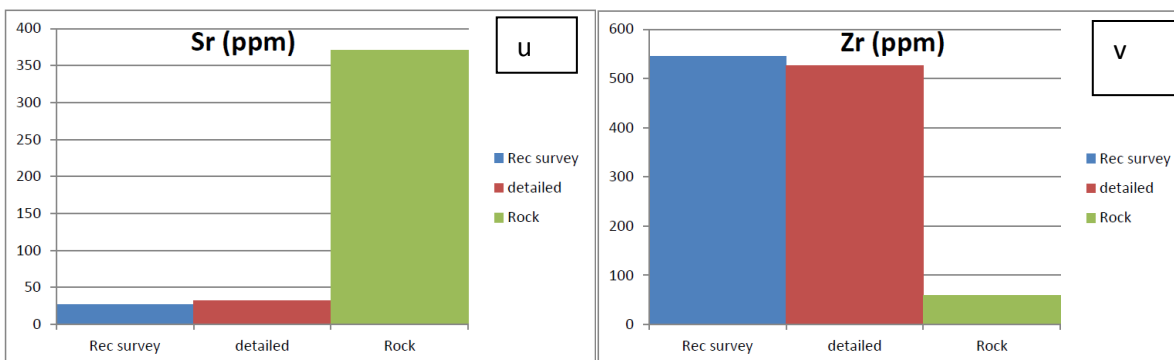 Sr (ppm)
u
400
350
300
250
200
150
100
50
0
Rec survey
detailed
Rock
Rec survey
detailed
Rock
Zr (ppm)
v
600
500
400
300
200
100
0
Rec survey
detailed
Rock
Rec survey
detailed
Rock